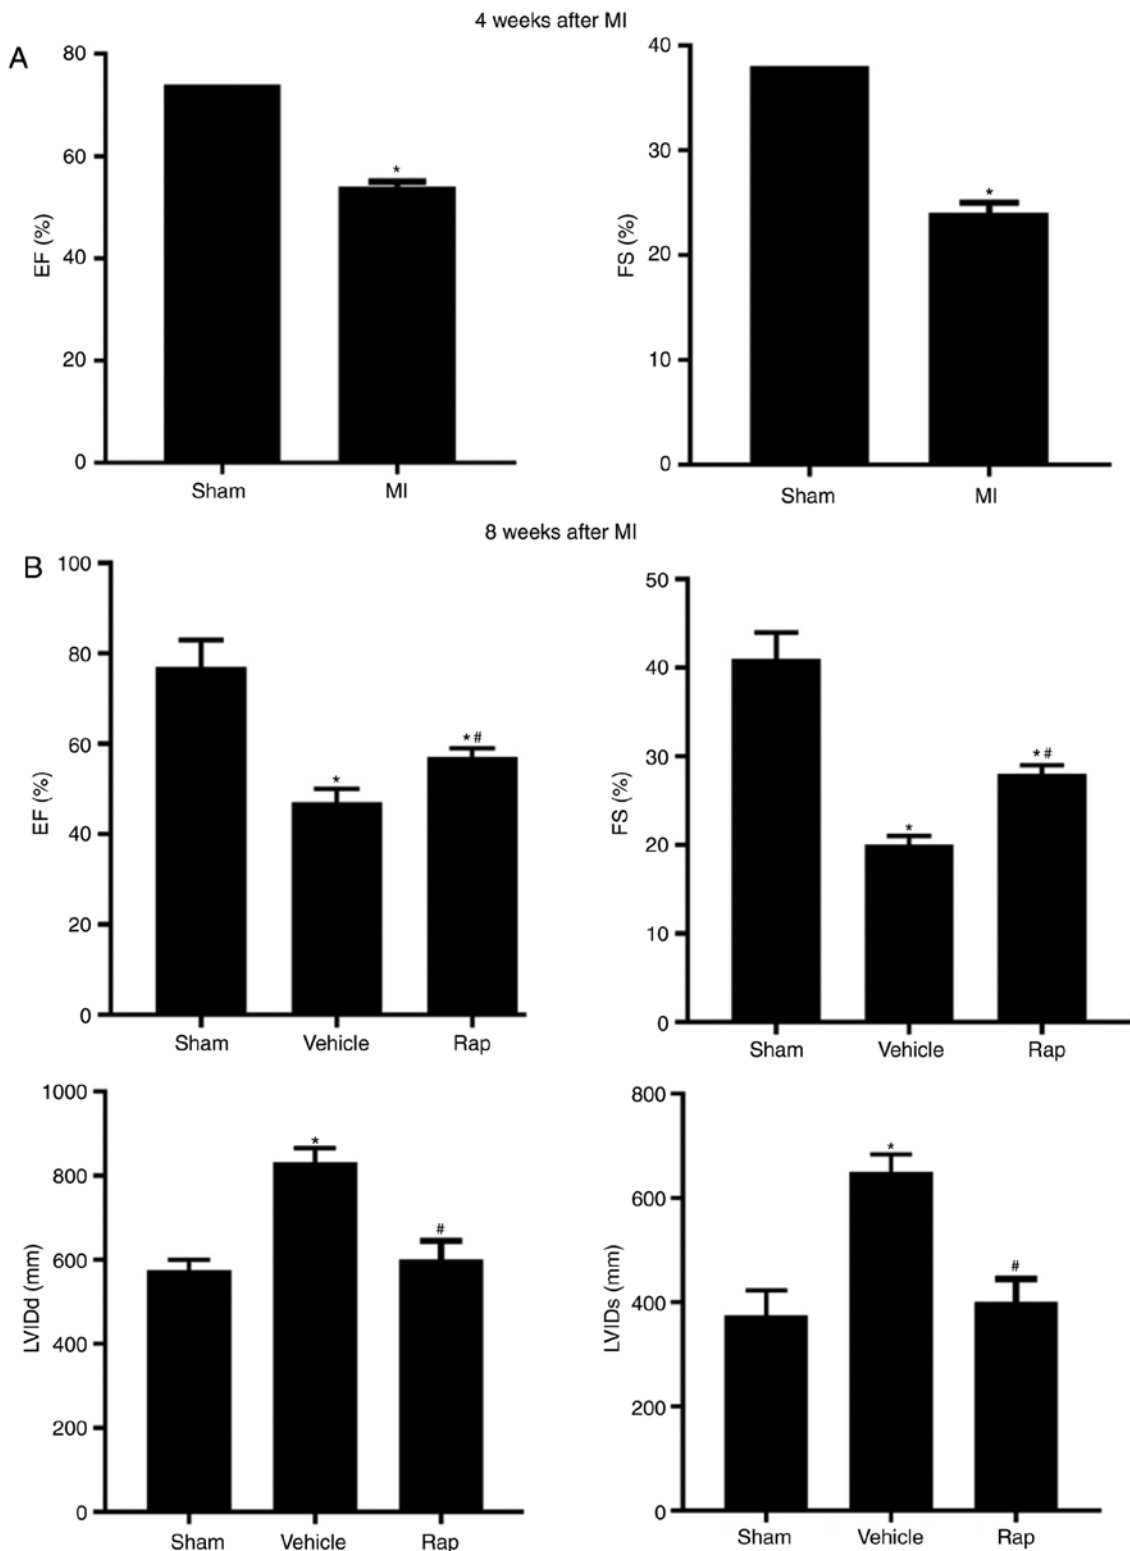 4 weeks after MI
A
80
60
40
20
0
EF (%)
*
Sham MI
40
30
20
10
0
FS (%)
*
Sham MI
8 weeks after MI
B
100
80
60
40
20
0
EF (%)
*
*#
Sham Vehicle Rap
50
40
30
20
10
0
FS (%)
*
*#
Sham Vehicle Rap
1000
800
600
400
200
0
LVIDd (mm)
*
#
Sham Vehicle Rap
800
600
400
200
0
LVIDs (mm)
*
#
Sham Vehicle Rap